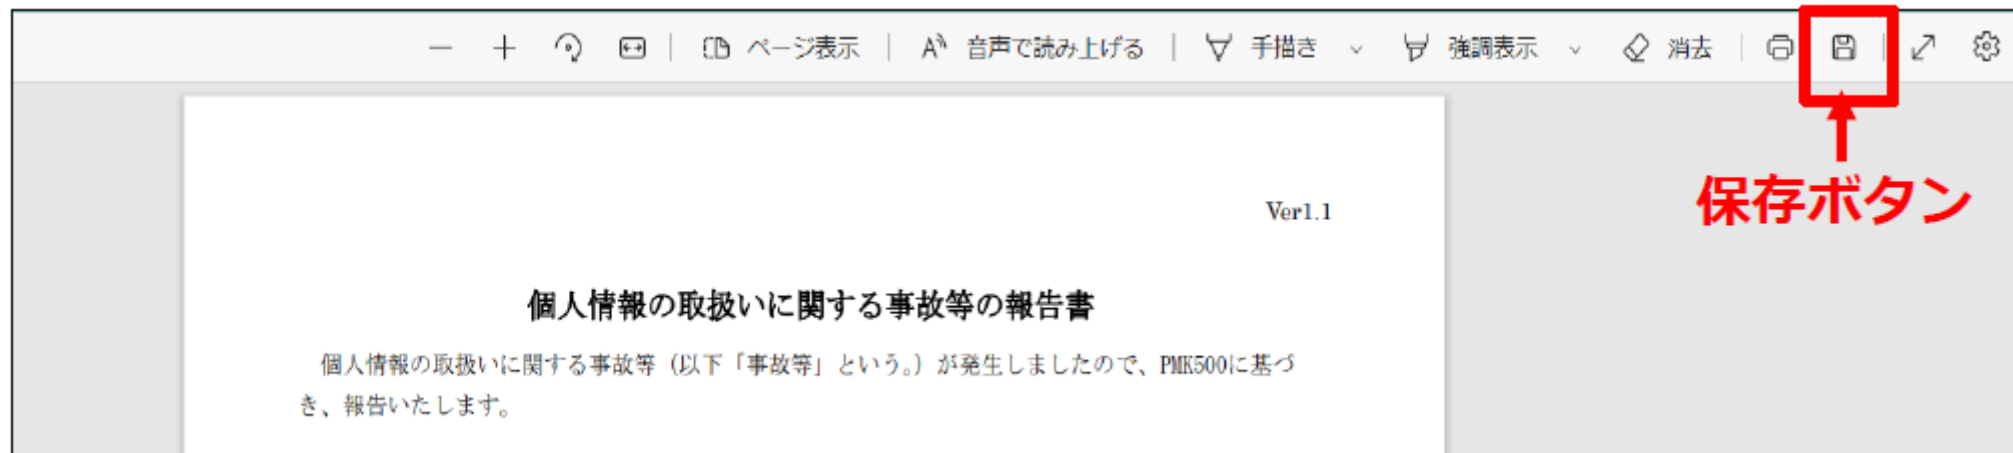 ページ表示 音声で読み上げる 手描き 強調表示 消去
保存ボタン
Ver1.1
個人情報の取扱いに関する事故等の報告書
個人情報の取扱いに関する事故等（以下「事故等」という。）が発生しましたので、PMK500に基づ
き、報告いたします。